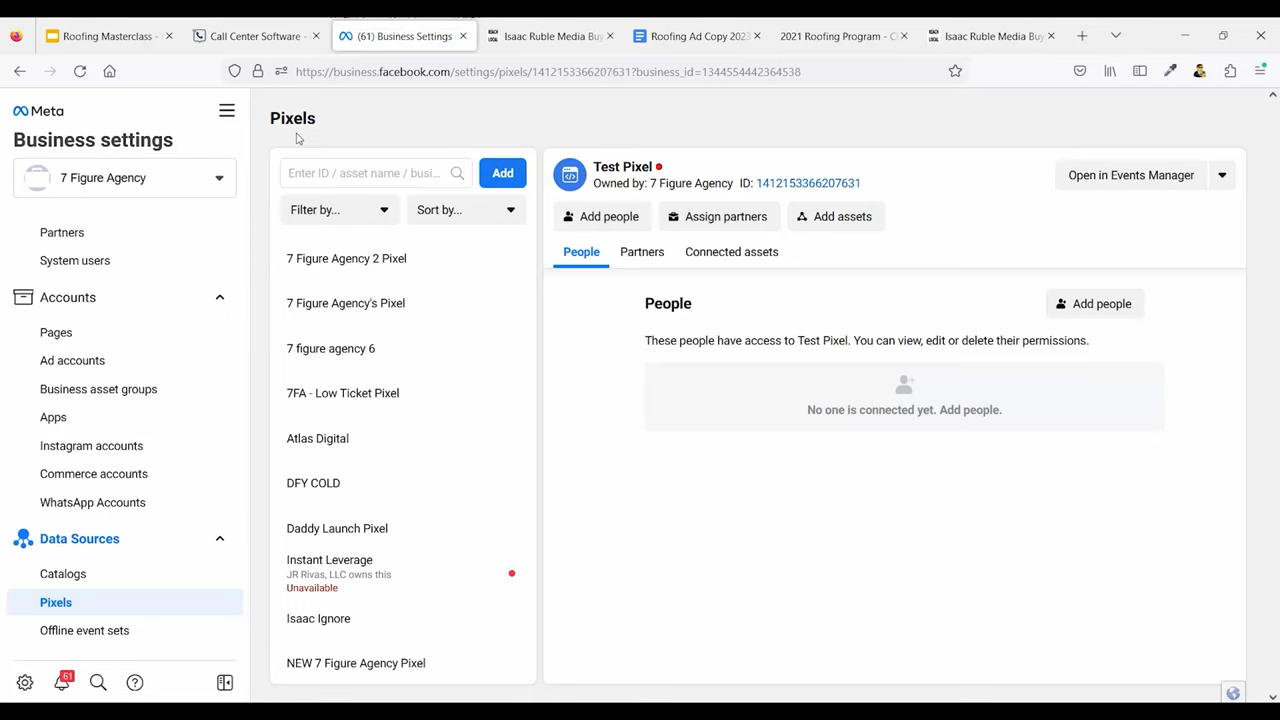 Roofing Masterclass -
Call Center Software -
(61) Business Settings
Isaac Ruble Media Buy
Roofing Ad Copy 2023
2021 Roofing Program -
Isaac Ruble Media Buy
https://business.facebook.com/settings/pixels/1412153366207631?business_id=1344554442364538
Meta
Business settings
7 Figure Agency
Partners
System users
Accounts
Pages
Ad accounts
Business asset groups
Apps
Instagram accounts
Commerce accounts
WhatsApp Accounts
Data Sources
Catalogs
Pixels
Offline event sets
61
Pixels
Enter ID / asset name / busi...
Add
Filter by...
Sort by...
7 Figure Agency 2 Pixel
7 Figure Agency's Pixel
7 figure agency 6
7FA - Low Ticket Pixel
Atlas Digital
DFY COLD
Daddy Launch Pixel
Instant Leverage
JR Rivas, LLC owns this
Unavailable
Isaac Ignore
NEW 7 Figure Agency Pixel
Test Pixel
Owned by: 7 Figure Agency ID: 1412153366207631
Open in Events Manager
Add people
Assign partners
Add assets
People
Partners
Connected assets
People
Add people
These people have access to Test Pixel. You can view, edit or delete their permissions.
No one is connected yet. Add people.